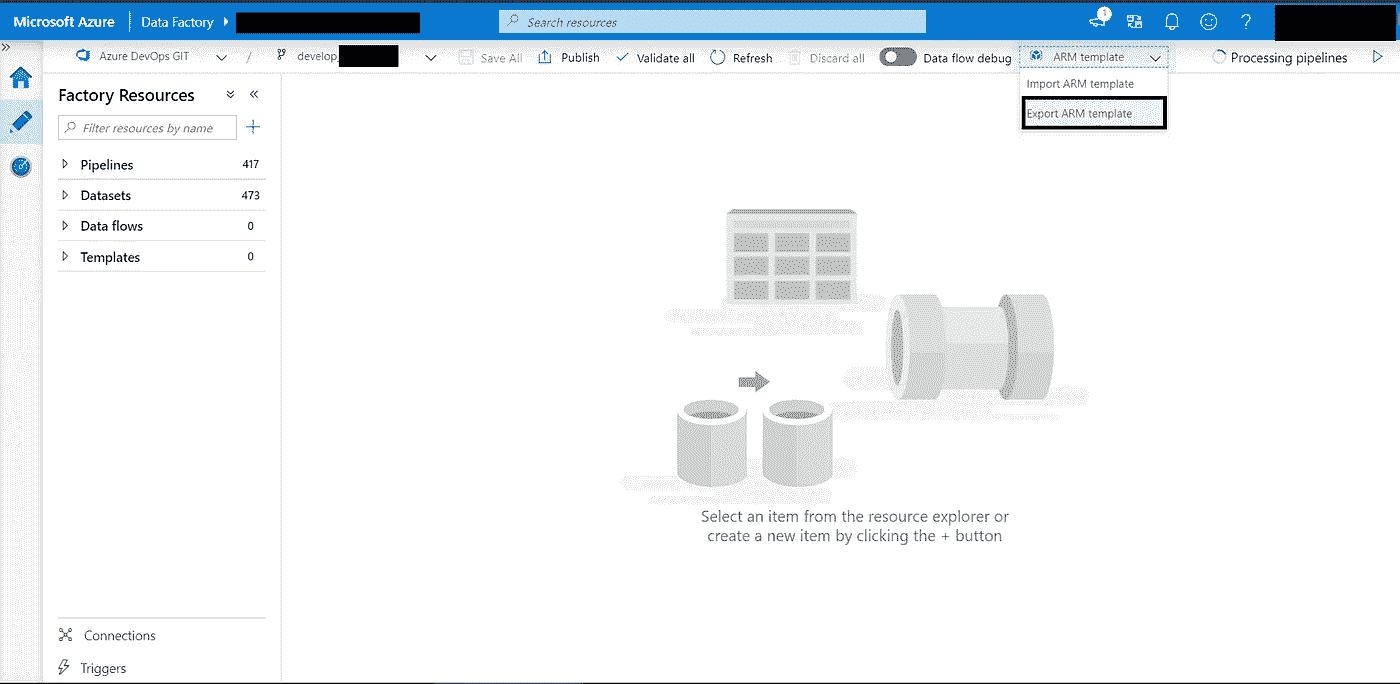 Microsoft Azure
Data Factory
Search resources
1
?
Azure DevOps GIT
/
develop
Save All
Publish
Validate all
Refresh
Discard all
Data flow debug
ARM template
Processing pipelines
Import ARM template
Export ARM template
Factory Resources
Filter resources by name
Pipelines 417
Datasets 473
Data flows 0
Templates 0
Select an item from the resource explorer or
create a new item by clicking the + button
Connections
Triggers